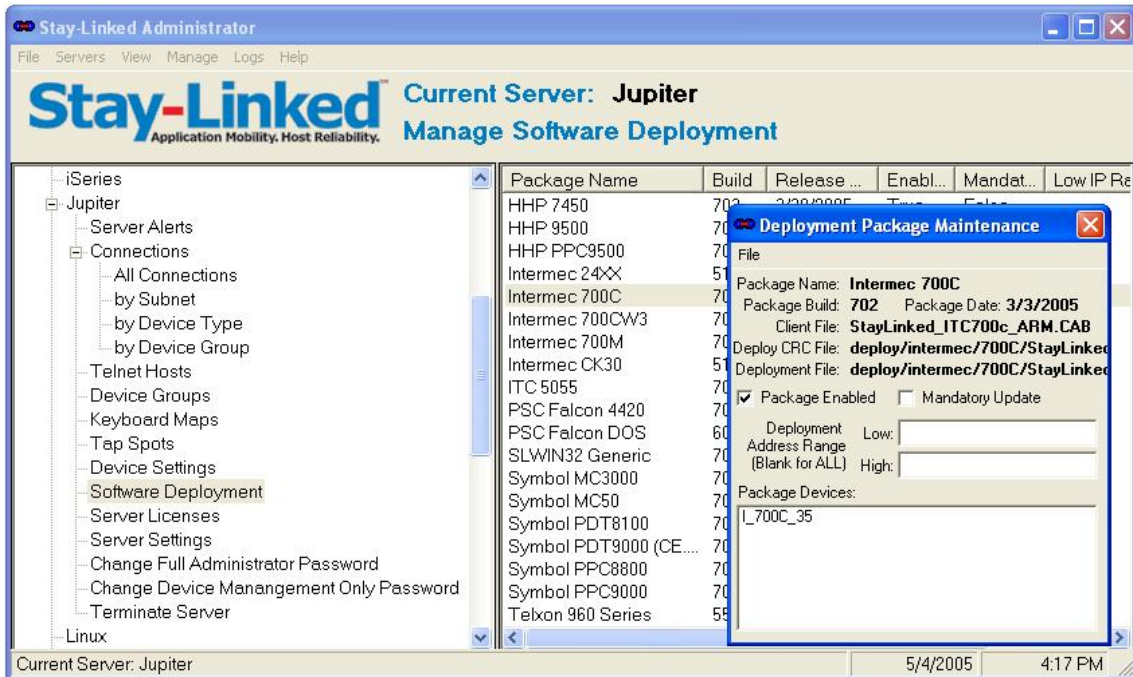 Stay-Linked Administrator
File Servers View Manage Logs Help
Stay-Linked™
Application Mobility. Host Reliability.
Current Server: Jupiter
Manage Software Deployment
iSeries
Jupiter
Server Alerts
Connections
All Connections
by Subnet
by Device Type
by Device Group
Telnet Hosts
Device Groups
Keyboard Maps
Tap Spots
Device Settings
Software Deployment
Server Licenses
Server Settings
Change Full Administrator Password
Change Device Manangement Only Password
Terminate Server
Linux
Package Name Build Release ... Enabl... Mandat... Low IP Ra
HHP 7450
HHP 9500
HHP PPC9500
Intermec 24XX
Intermec 700C
Intermec 700CW3
Intermec 700M
Intermec CK30
ITC 5055
PSC Falcon 4420
PSC Falcon DOS
SLWIN32 Generic
Symbol MC3000
Symbol MC50
Symbol PDT8100
Symbol PDT9000 (CE....
Symbol PPC8800
Symbol PPC9000
Telxon 960 Series
Deployment Package Maintenance
File
Package Name: Intermec 700C
Package Build: 702 Package Date: 3/3/2005
Client File: StayLinked_ITC700c_ARM.CAB
Deploy CRC File: deploy/intermec/700C/StayLinked
Deployment File: deploy/intermec/700C/StayLinked
Package Enabled Mandatory Update
Deployment Address Range (Blank for ALL)
Low:
High:
Package Devices:
I_700C_35
Current Server: Jupiter 5/4/2005 4:17 PM